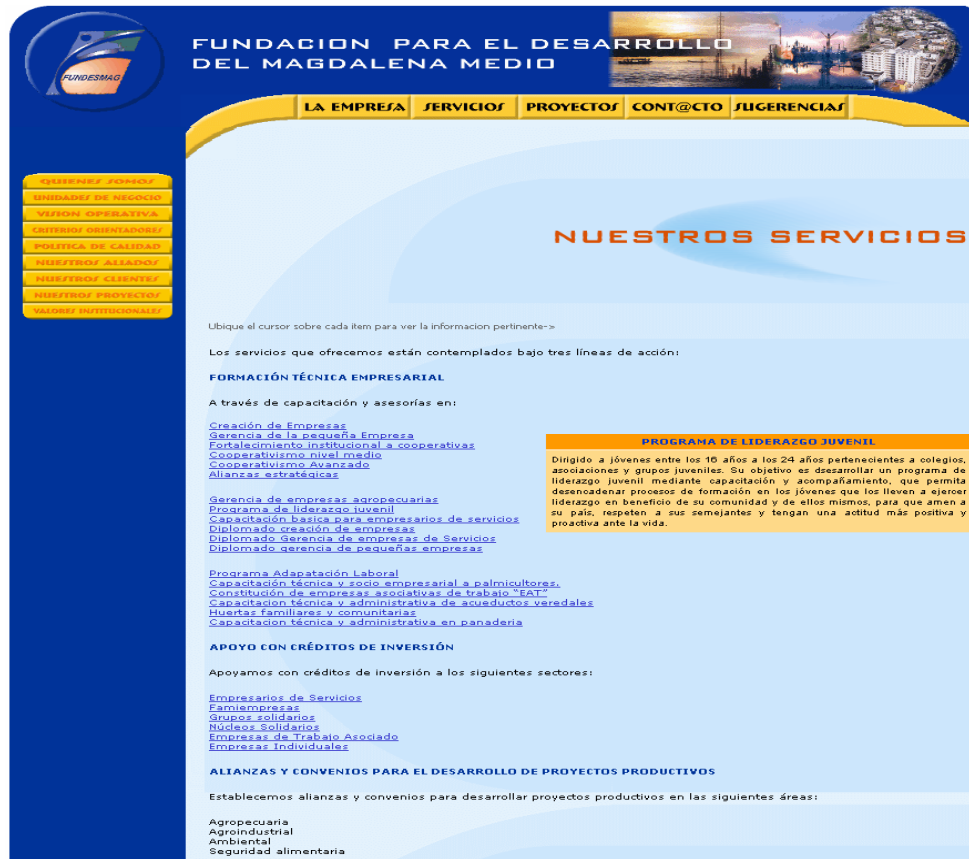 FUNDESMAG
FUNDACION PARA EL DESARROLLO
DEL MAGDALENA MEDIO
LA EMPRESA SERVICIOS PROYECTOS CONT@CTO SUGERENCIAS
QUIENES SOMOS
UNIDADES DE NEGOCIO
VISION OPERATIVA
CRITERIOS ORIENTADORES
POLITICA DE CALIDAD
NUESTROS ALIADOS
NUESTROS CLIENTES
NUESTROS PROYECTOS
VALORES INSTITUCIONALES
NUESTROS SERVICIOS
Ubique el cursor sobre cada item para ver la informacion pertinente->
Los servicios que ofrecemos están contemplados bajo tres líneas de acción:
FORMACIÓN TÉCNICA EMPRESARIAL
A través de capacitación y asesorías en:
Creación de Empresas
Gerencia de la pequeña Empresa
Fortalecimiento institucional a cooperativas
Cooperativismo nivel medio
Cooperativismo Avanzado
Alianzas estratégicas
Gerencia de empresas agropecuarias
Programa de liderazgo juvenil
Capacitación basica para empresarios de servicios
Diplomado creación de empresas
Diplomado Gerencia de empresas de Servicios
Diplomado gerencia de pequeñas empresas
Programa Adapatación Laboral
Capacitación técnica y socio empresarial a palmicultores.
Constitución de empresas asociativas de trabajo "EAT"
Capacitacion técnica y administrativa de acueductos veredales
Huertas familiares y comunitarias
Capacitacion técnica y administrativa en panaderia
PROGRAMA DE LIDERAZGO JUVENIL
Dirigido a jóvenes entre los 16 años a los 24 años pertenecientes a colegios,
asociaciones y grupos juveniles. Su objetivo es dsesarrollar un programa de
liderazgo juvenil mediante capacitación y acompañamiento, que permita
desencadenar procesos de formación en los jóvenes que los lleven a ejercer
liderazgo en beneficio de su comunidad y de ellos mismos, para que amen a
su país, respeten a sus semejantes y tengan una actitud más positiva y
proactiva ante la vida.
APOYO CON CRÉDITOS DE INVERSIÓN
Apoyamos con créditos de inversión a los siguientes sectores:
Empresarios de Servicios
Famiempresas
Grupos solidarios
Núcleos Solidarios
Empresas de Trabajo Asociado
Empresas Individuales
ALIANZAS Y CONVENIOS PARA EL DESARROLLO DE PROYECTOS PRODUCTIVOS
Establecemos alianzas y convenios para desarrollar proyectos productivos en las siguientes áreas:
Agropecuaria
Agroindustrial
Ambiental
Seguridad alimentaria